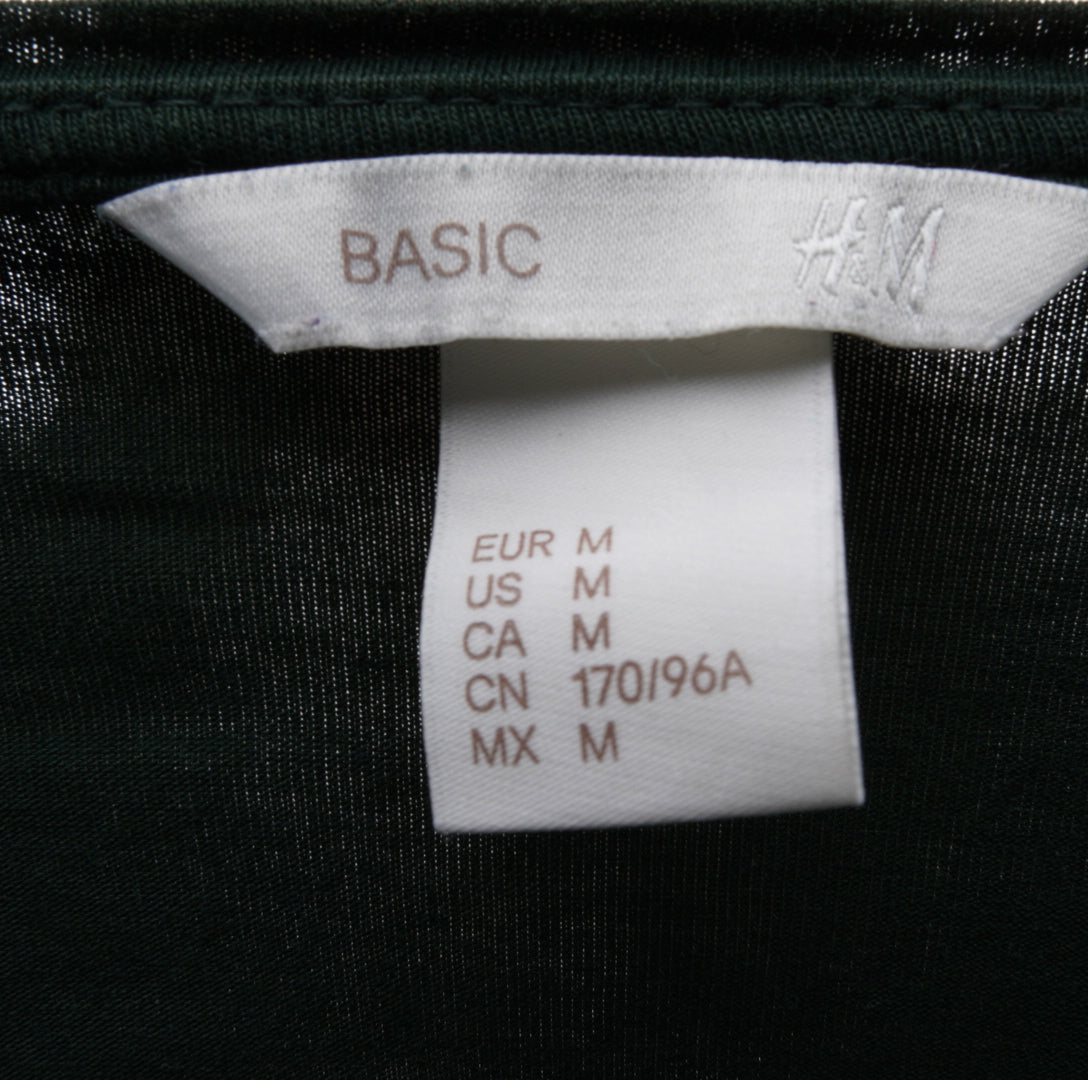 BASIC H&M
EUR M
US M
CA M
CN 170/96A
MX M